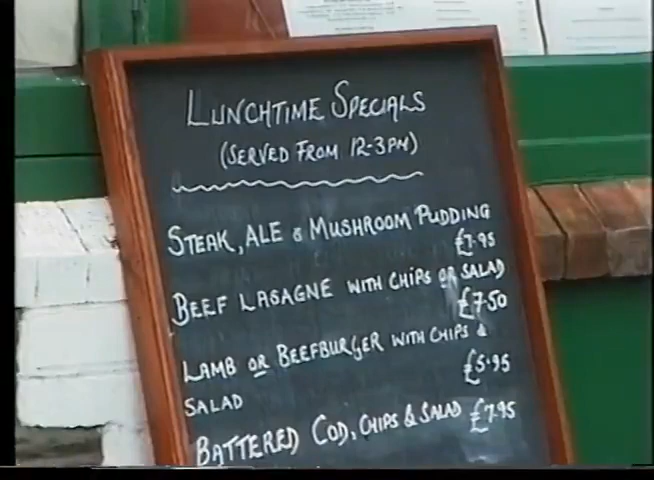 LUNCHTIME SPECIALS
(SERVED FROM 12-3PM)
STEAK, ALE & MUSHROOM PUDDING
£7.95
BEEF LASAGNE WITH CHIPS OR SALAD
£7.50
LAMB OR BEEFBURGER WITH CHIPS &
SALAD £5.95
BATTERED COD, CHIPS & SALAD £7.95